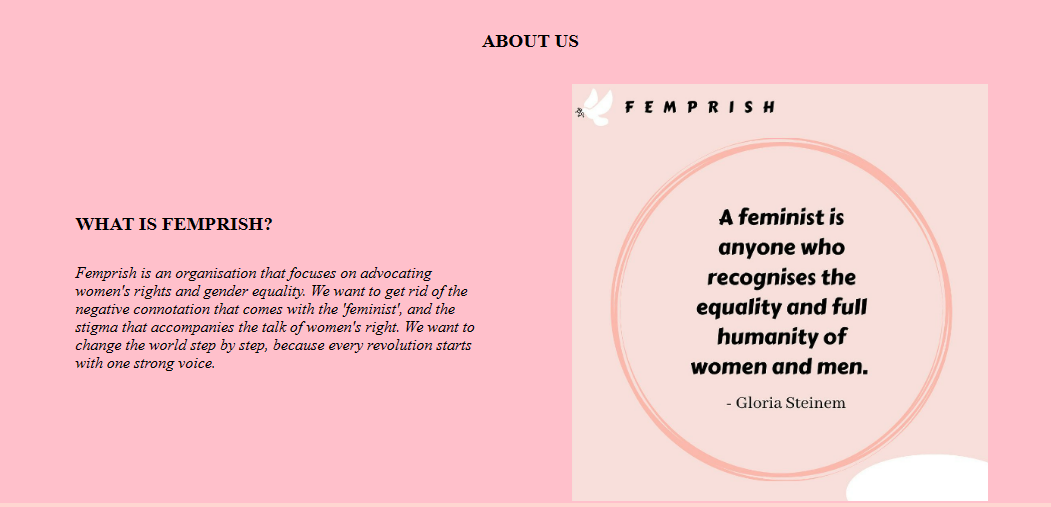 ABOUT US
WHAT IS FEMPRISH?
Femprish is an organisation that focuses on advocating
women's rights and gender equality. We want to get rid of the
negative connotation that comes with the 'feminist', and the
stigma that accompanies the talk of women's right. We want to
change the world step by step, because every revolution starts
with one strong voice.
FEMPRISH
A feminist is
anyone who
recognises the
equality and full
humanity of
women and men.
- Gloria Steinem